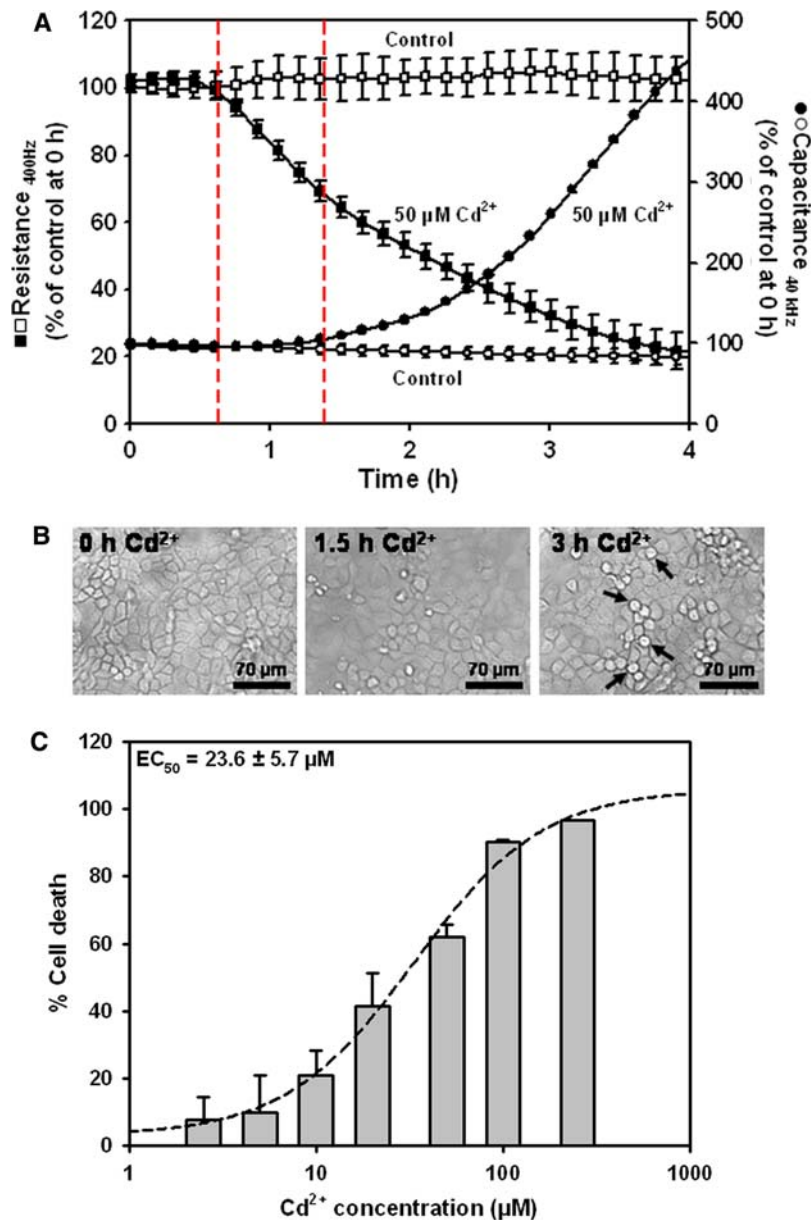 A
Control
50 µM Cd²⁺
50 µM Cd²⁺
Control
■□Resistance 400Hz
(% of control at 0 h)
●○Capacitance 40 kHz
(% of control at 0 h)
120
100
80
60
40
20
0
500
400
300
200
100
0
0 1 2 3 4
Time (h)
B
0 h Cd²⁺
70 µm
1.5 h Cd²⁺
70 µm
3 h Cd²⁺
70 µm
C
EC₅₀ = 23.6 ± 5.7 µM
% Cell death
120
100
80
60
40
20
0
1 10 100 1000
Cd²⁺ concentration (µM)